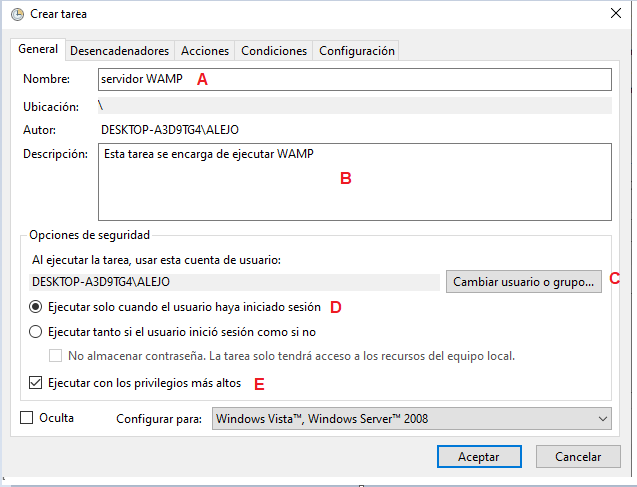 Crear tarea
General Desencadenadores Acciones Condiciones Configuración
Nombre: servidor WAMP A
Ubicación: \
Autor: DESKTOP-A3D9TG4\ALEJO
Descripción: Esta tarea se encarga de ejecutar WAMP
B
Opciones de seguridad
Al ejecutar la tarea, usar esta cuenta de usuario:
DESKTOP-A3D9TG4\ALEJO Cambiar usuario o grupo... C
Ejecutar solo cuando el usuario haya iniciado sesión D
Ejecutar tanto si el usuario inició sesión como si no
No almacenar contraseña. La tarea solo tendrá acceso a los recursos del equipo local.
Ejecutar con los privilegios más altos E
Oculta Configurar para: Windows Vista™, Windows Server™ 2008
Aceptar Cancelar